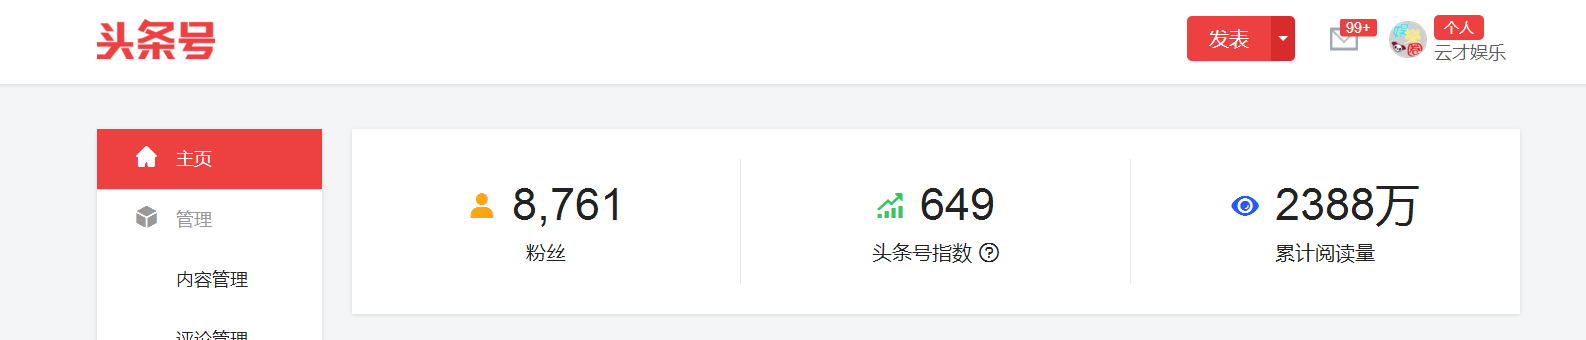 头条号
发表
99+
个人
云才娱乐
主页
管理
内容管理
评论管理
8,761
粉丝
649
头条号指数
2388万
累计阅读量